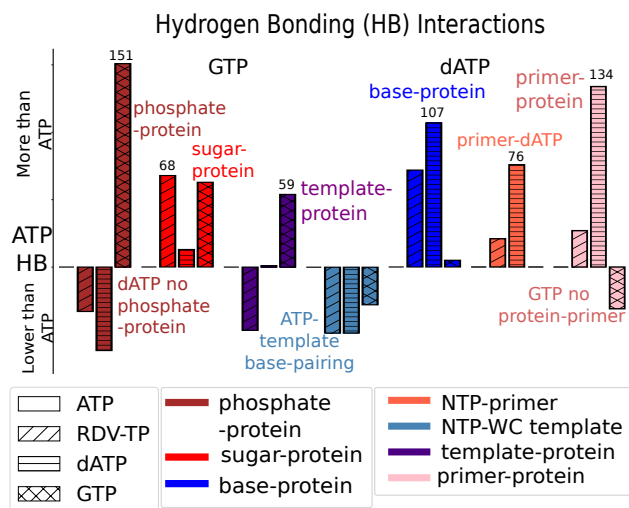 Hydrogen Bonding (HB) Interactions
GTP
dATP
More than
ATP
ATP
HB
Lower than
ATP
151
phosphate
-protein
dATP no
phosphate
-protein
68
sugar-
protein
59
template-
protein
ATP-
template
base-pairing
base-protein
107
primer-dATP
76
primer-
protein
134
GTP no
protein-primer
ATP
RDV-TP
dATP
GTP
phosphate
-protein
sugar-protein
base-protein
NTP-primer
NTP-WC template
template-protein
primer-protein